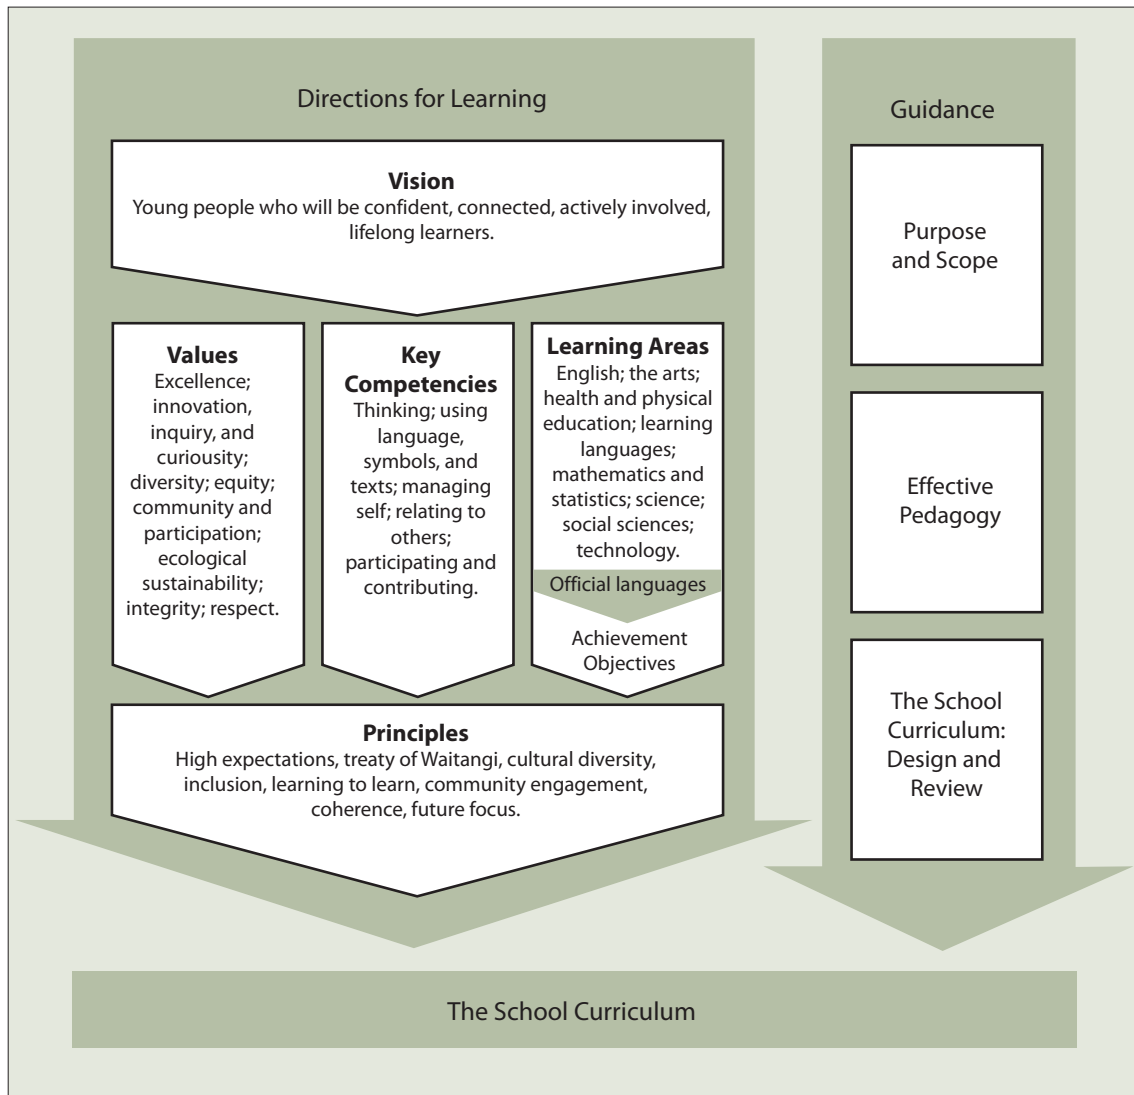 Directions for Learning
Vision
Young people who will be confident, connected, actively involved,
lifelong learners.
Values
Excellence;
innovation,
inquiry, and
curiousity;
diversity; equity;
community and
participation;
ecological
sustainability;
integrity; respect.
Key
Competencies
Thinking; using
language,
symbols, and
texts; managing
self; relating to
others;
participating and
contributing.
Learning Areas
English; the arts;
health and physical
education; learning
languages;
mathematics and
statistics; science;
social sciences;
technology.
Official languages
Achievement
Objectives
Principles
High expectations, treaty of Waitangi, cultural diversity,
inclusion, learning to learn, community engagement,
coherence, future focus.
Guidance
Purpose
and Scope
Effective
Pedagogy
The School
Curriculum:
Design and
Review
The School Curriculum